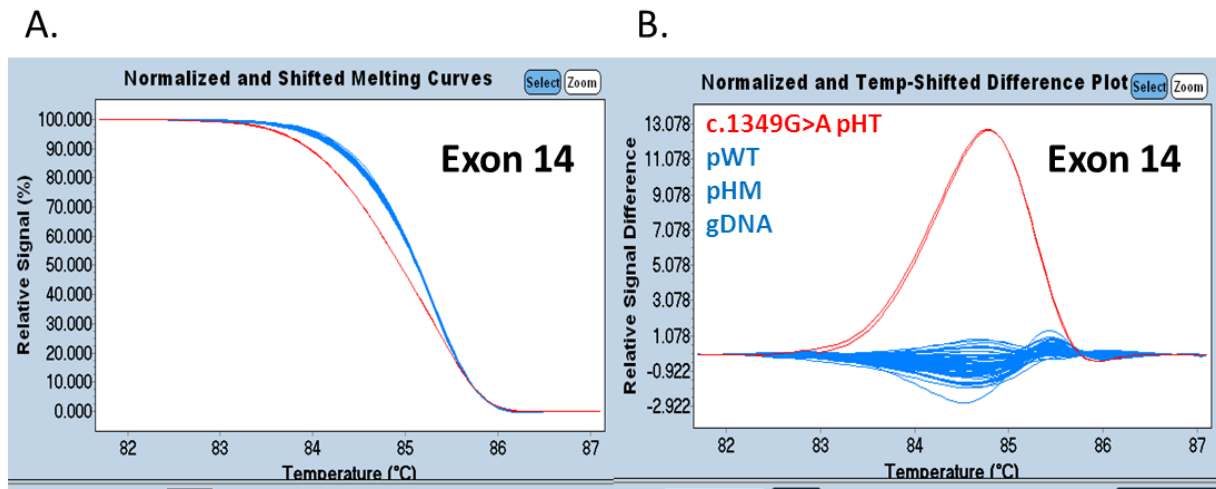 A.
Normalized and Shifted Melting Curves
Select
Zoom
Exon 14
Relative Signal (%)
100.000
90.000
80.000
70.000
60.000
50.000
40.000
30.000
20.000
10.000
0.000
82 83 84 85 86 87
Temperature (°C)
B.
Normalized and Temp-Shifted Difference Plot
Select
Zoom
c.1349G>A pHT
pWT
pHM
gDNA
Exon 14
Relative Signal Difference
13.078
11.078
9.078
7.078
5.078
3.078
1.078
-0.922
-2.922
82 83 84 85 86 87
Temperature (°C)